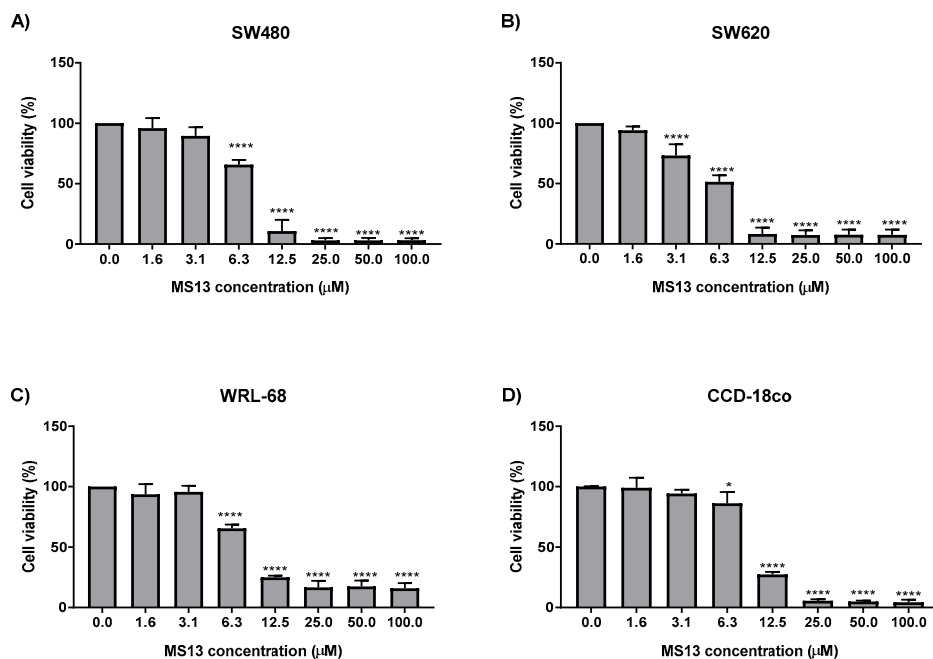 A)
SW480
150
100
50
0
Cell viability (%)
****
****
****
****
****
0.0 1.6 3.1 6.3 12.5 25.0 50.0 100.0
MS13 concentration (μM)
B)
SW620
150
100
50
0
Cell viability (%)
****
****
****
****
****
****
0.0 1.6 3.1 6.3 12.5 25.0 50.0 100.0
MS13 concentration (μM)
C)
WRL-68
150
100
50
0
Cell viability (%)
****
****
****
****
****
0.0 1.6 3.1 6.3 12.5 25.0 50.0 100.0
MS13 concentration (μM)
D)
CCD-18co
150
100
50
0
Cell viability (%)
*
****
****
****
****
0.0 1.6 3.1 6.3 12.5 25.0 50.0 100.0
MS13 concentration (μM)